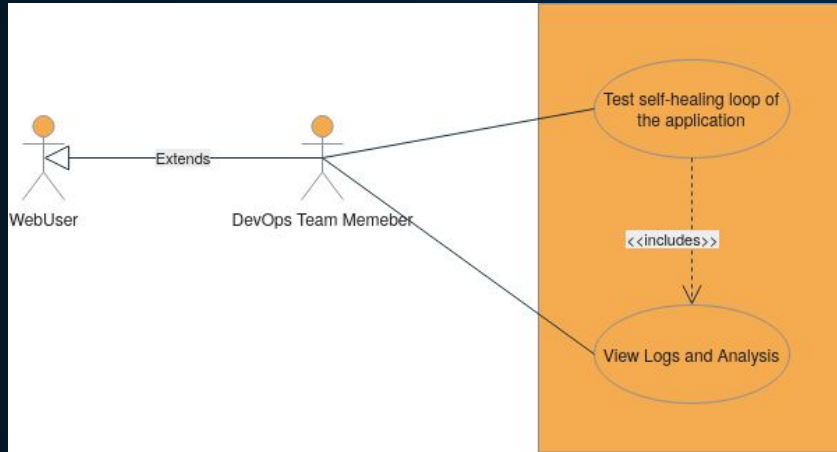 Test self-healing loop of
the application
Extends
WebUser
DevOps Team Memeber
<<includes>>
View Logs and Analysis